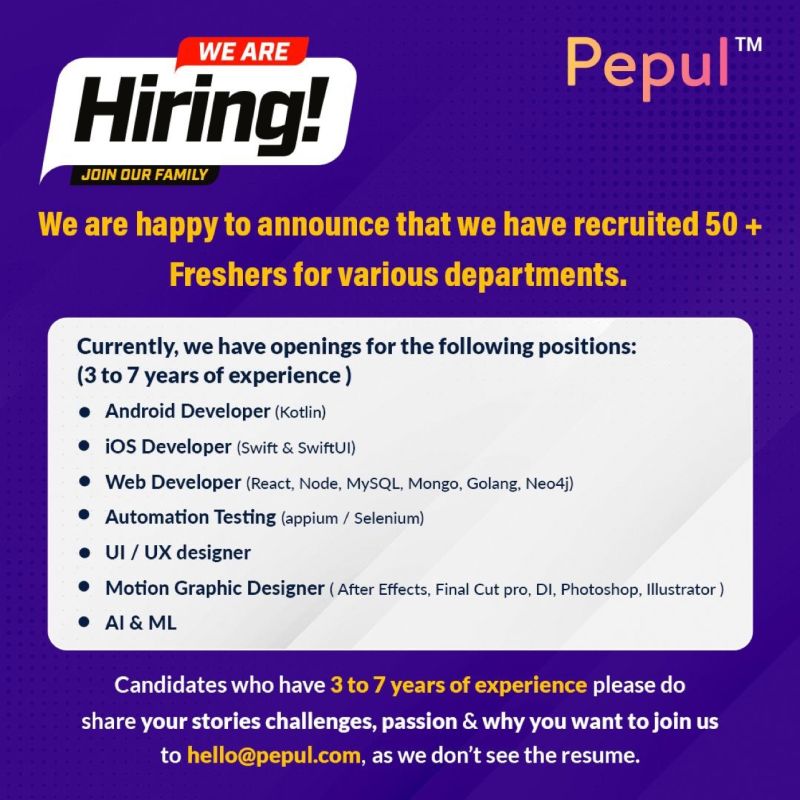 WE ARE
Hiring!
JOIN OUR FAMILY
Pepul™
We are happy to announce that we have recruited 50 +
Freshers for various departments.
Currently, we have openings for the following positions:
(3 to 7 years of experience )
• Android Developer (Kotlin)
• iOS Developer (Swift & SwiftUI)
• Web Developer (React, Node, MySQL, Mongo, Golang, Neo4j)
• Automation Testing (appium / Selenium)
• UI / UX designer
• Motion Graphic Designer ( After Effects, Final Cut pro, DI, Photoshop, Illustrator )
• AI & ML
Candidates who have 3 to 7 years of experience please do
share your stories challenges, passion & why you want to join us
to hello@pepul.com, as we don't see the resume.